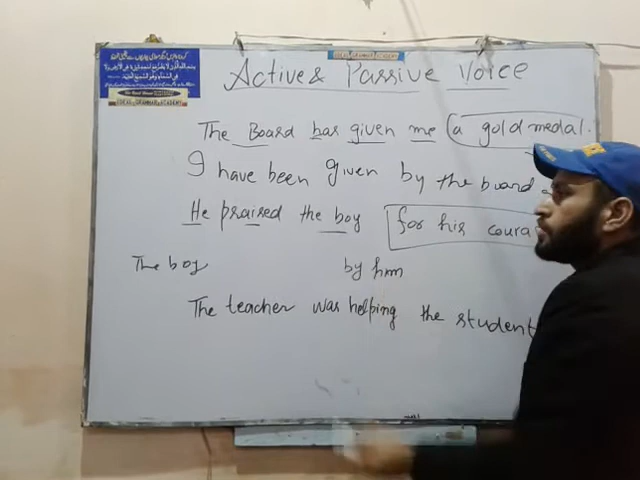 Active & Passive Voice
The Board has given me a gold medal.
I have been given by the board
He praised the boy for his coura
The boy by him
The teacher was helping the student